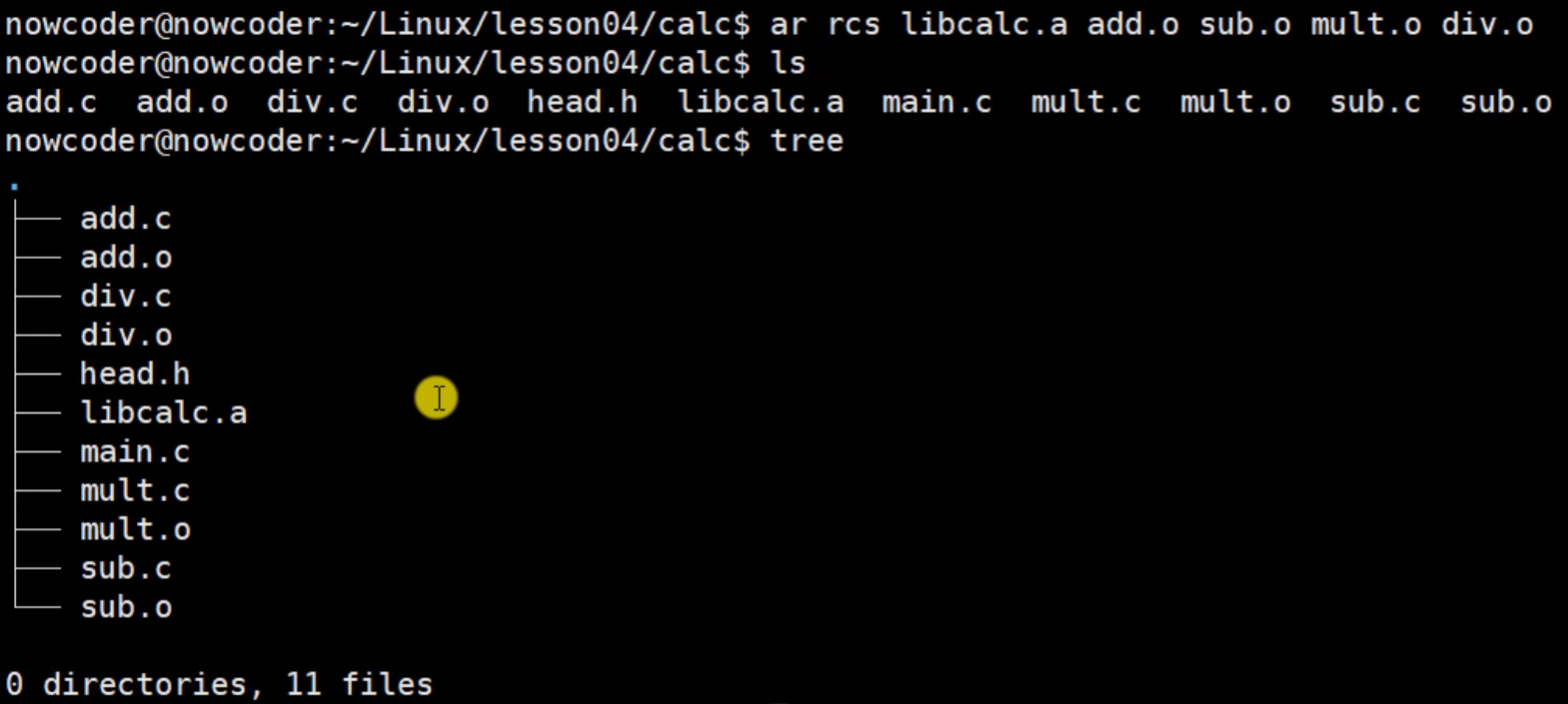 nowcoder@nowcoder:~/Linux/lesson04/calc$ ar rcs libcalc.a add.o sub.o mult.o div.o
nowcoder@nowcoder:~/Linux/lesson04/calc$ ls
add.c  add.o  div.c  div.o  head.h  libcalc.a  main.c  mult.c  mult.o  sub.c  sub.o
nowcoder@nowcoder:~/Linux/lesson04/calc$ tree
.
├── add.c
├── add.o
├── div.c
├── div.o
├── head.h
├── libcalc.a
├── main.c
├── mult.c
├── mult.o
├── sub.c
└── sub.o
0 directories, 11 files